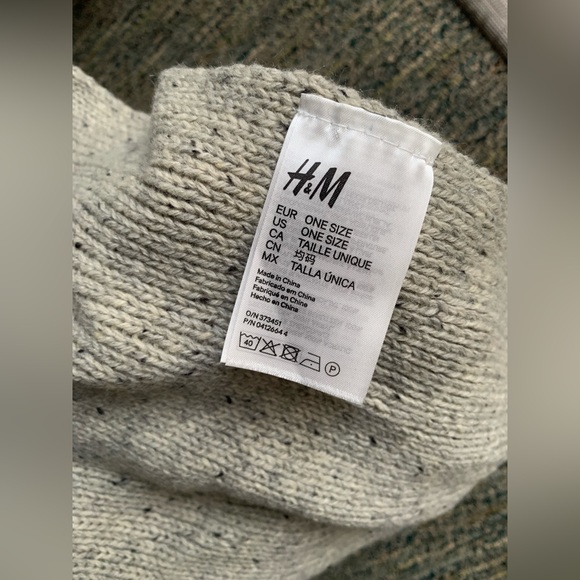 H&M
EUR ONE SIZE
US ONE SIZE
CA TAILLE UNIQUE
CN 均码
MX TALLA ÚNICA
Made in China
Fabricado em China
Fabriqué en Chine
Hecho en China
O/N 373451
P/N 0412664 4
40 P